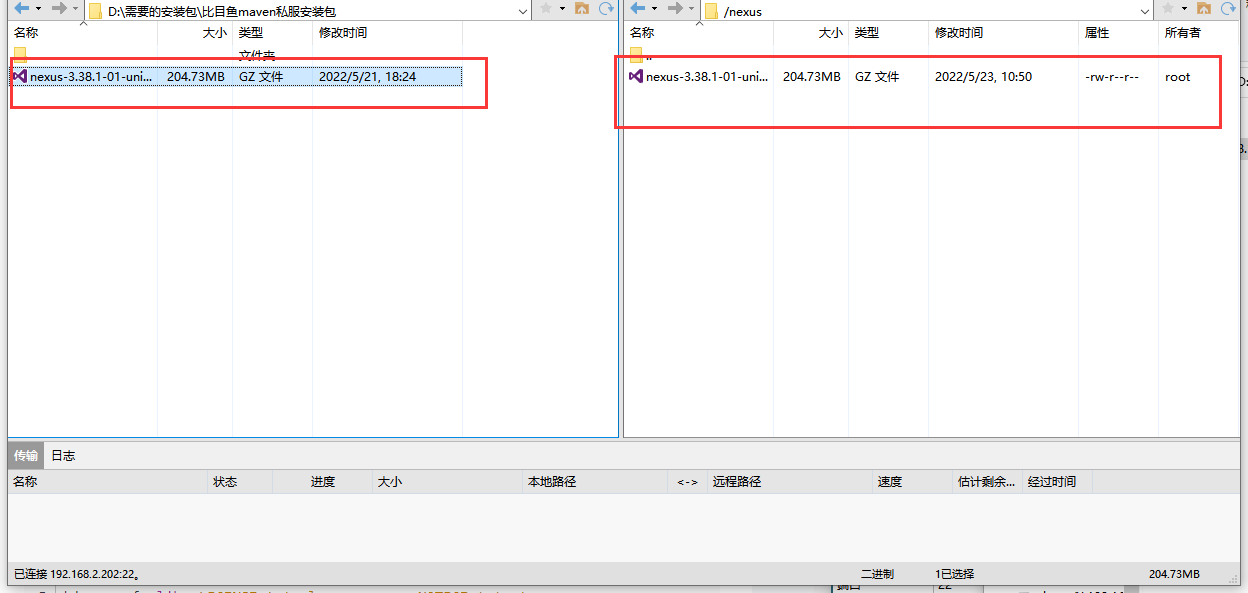 D:\需要的安装包\比目鱼maven私服安装包
/nexus
名称 大小 类型 修改时间
名称 大小 类型 修改时间 属性 所有者
文件夹
..
nexus-3.38.1-01-uni... 204.73MB GZ 文件 2022/5/21, 18:24
nexus-3.38.1-01-uni... 204.73MB GZ 文件 2022/5/23, 10:50 -rw-r--r-- root
传输 日志
名称 状态 进度 大小 本地路径 <-> 远程路径 速度 估计剩余... 经过时间
已连接 192.168.2.202:22。 二进制 1已选择 204.73MB